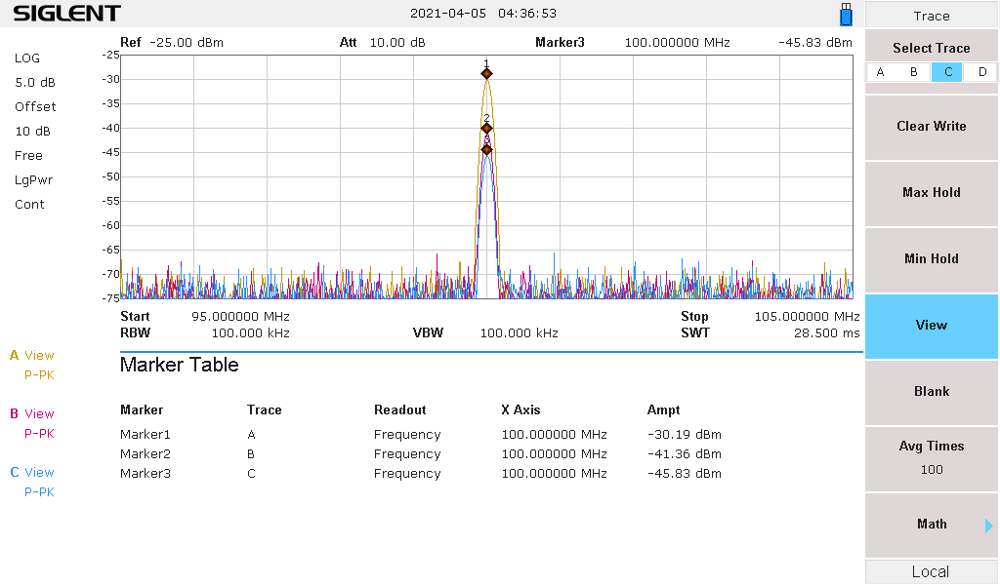 SIGLENT 2021-04-05 04:36:53 Trace
Ref -25.00 dBm Att 10.00 dB Marker3 100.000000 MHz -45.83 dBm
Select Trace
A B C D
LOG
5.0 dB
Offset
10 dB
Free
LgPwr
Cont
-25
-30
-35
-40
-45
-50
-55
-60
-65
-70
-75
1
2
3
Start 95.000000 MHz Stop 105.000000 MHz
RBW 100.000 kHz VBW 100.000 kHz SWT 28.500 ms
A View
P-PK
B View
P-PK
C View
P-PK
Marker Table
Marker Trace Readout X Axis Ampt
Marker1 A Frequency 100.000000 MHz -30.19 dBm
Marker2 B Frequency 100.000000 MHz -41.36 dBm
Marker3 C Frequency 100.000000 MHz -45.83 dBm
Clear Write
Max Hold
Min Hold
View
Blank
Avg Times
100
Math
Local